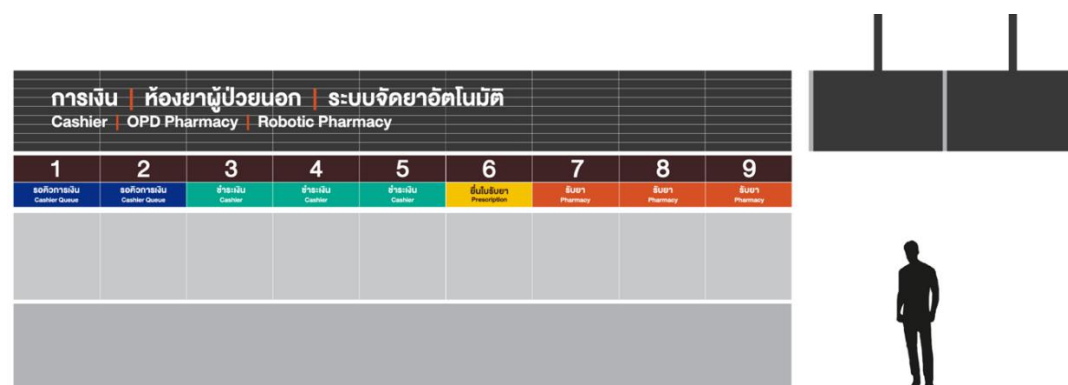 การเงิน | ห้องยาผู้ป่วยนอก | ระบบจัดยาอัตโนมัติ
Cashier | OPD Pharmacy | Robotic Pharmacy
1 2 3 4 5 6 7 8 9
รอคิวการเงิน รอคิวการเงิน ชำระเงิน ชำระเงิน ชำระเงิน ยื่นใบรับยา รับยา รับยา รับยา
Cashier Queue Cashier Queue Cashier Cashier Cashier Prescription Pharmacy Pharmacy Pharmacy